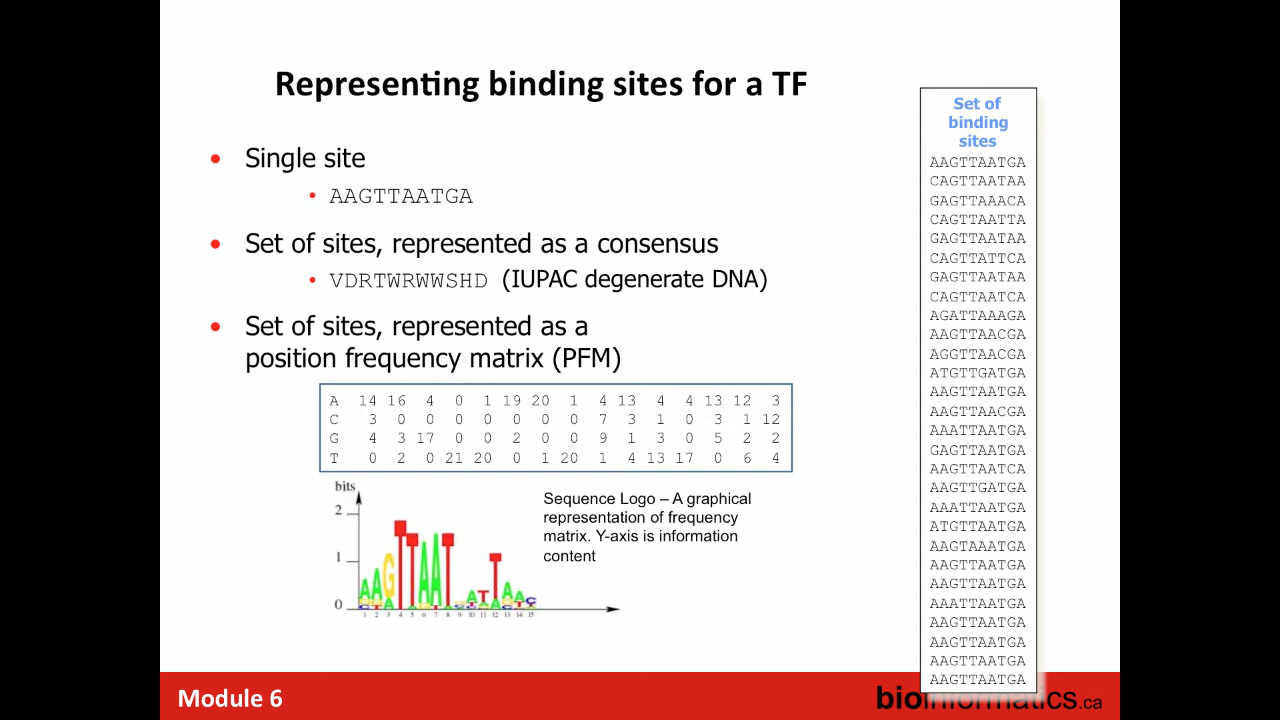 Representing binding sites for a TF
• Single site
• AAGTTAATGA
• Set of sites, represented as a consensus
• VDRTWRWWSHD (IUPAC degenerate DNA)
• Set of sites, represented as a
position frequency matrix (PFM)
A 14 16 4 0 1 19 20 1 4 13 4 4 13 12 3
C 3 0 0 0 0 0 0 0 7 3 1 0 3 1 12
G 4 3 17 0 0 2 0 0 9 1 3 0 5 2 2
T 0 2 0 21 20 0 1 20 1 4 13 17 0 6 4
bits
2
1
0
1 2 3 4 5 6 7 8 9 10 11 12 13 14 15
Sequence Logo – A graphical
representation of frequency
matrix. Y-axis is information
content
Set of
binding
sites
AAGTTAATGA
CAGTTAATAA
GAGTTAAACA
CAGTTAATTA
GAGTTAATAA
CAGTTATTCA
GAGTTAATAA
CAGTTAATCA
AGATTAAAGA
AAGTTAACGA
AGGTTAACGA
ATGTTGATGA
AAGTTAATGA
AAGTTAACGA
AAATTAATGA
GAGTTAATGA
AAGTTAATCA
AAGTTGATGA
AAATTAATGA
ATGTTAATGA
AAGTAAATGA
AAGTTAATGA
AAGTTAATGA
AAATTAATGA
AAGTTAATGA
AAGTTAATGA
AAGTTAATGA
AAGTTAATGA
Module 6
bioinformatics.ca